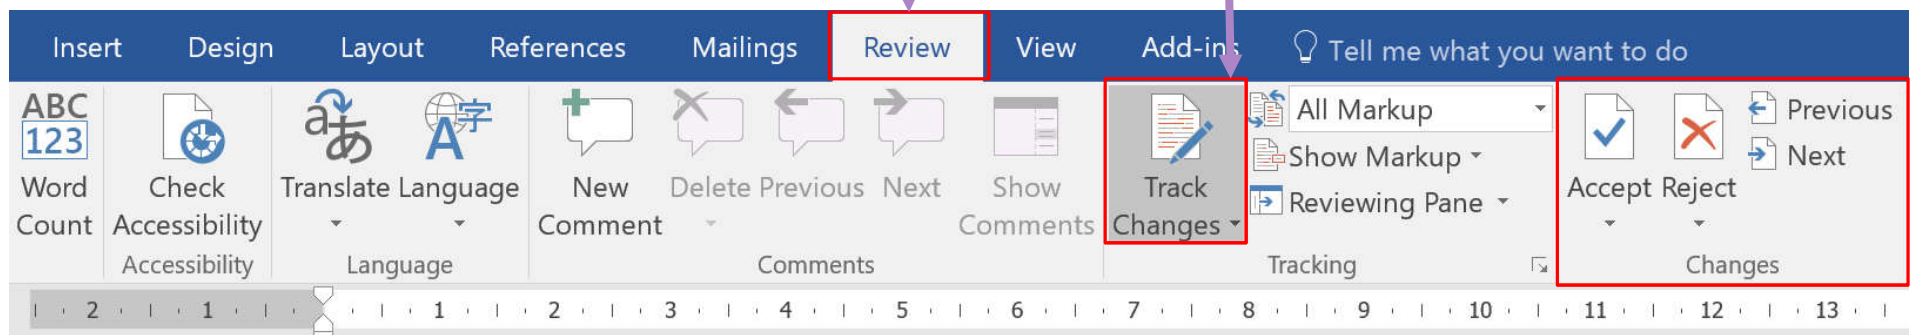 Insert Design Layout References Mailings Review View Add-ins Tell me what you want to do
ABC
123
Word
Count
Check
Accessibility
Accessibility
a あ
Translate
字 A
Language
Language
New
Comment
Delete
Previous
Next
Show
Comments
Comments
Track
Changes
All Markup
Show Markup
Reviewing Pane
Tracking
Accept
Reject
Previous
Next
Changes
2 1 1 2 3 4 5 6 7 8 9 10 11 12 13